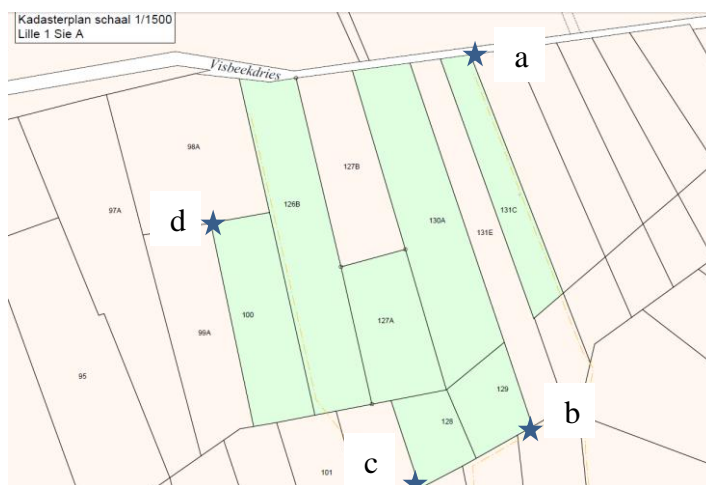 Kadasterplan schaal 1/1500
Lille 1 Sie A
Visbeekdries
a
98A
127B
97A
d
126B
131C
130A
131E
100
127A
99A
95
129
b
128
101
c